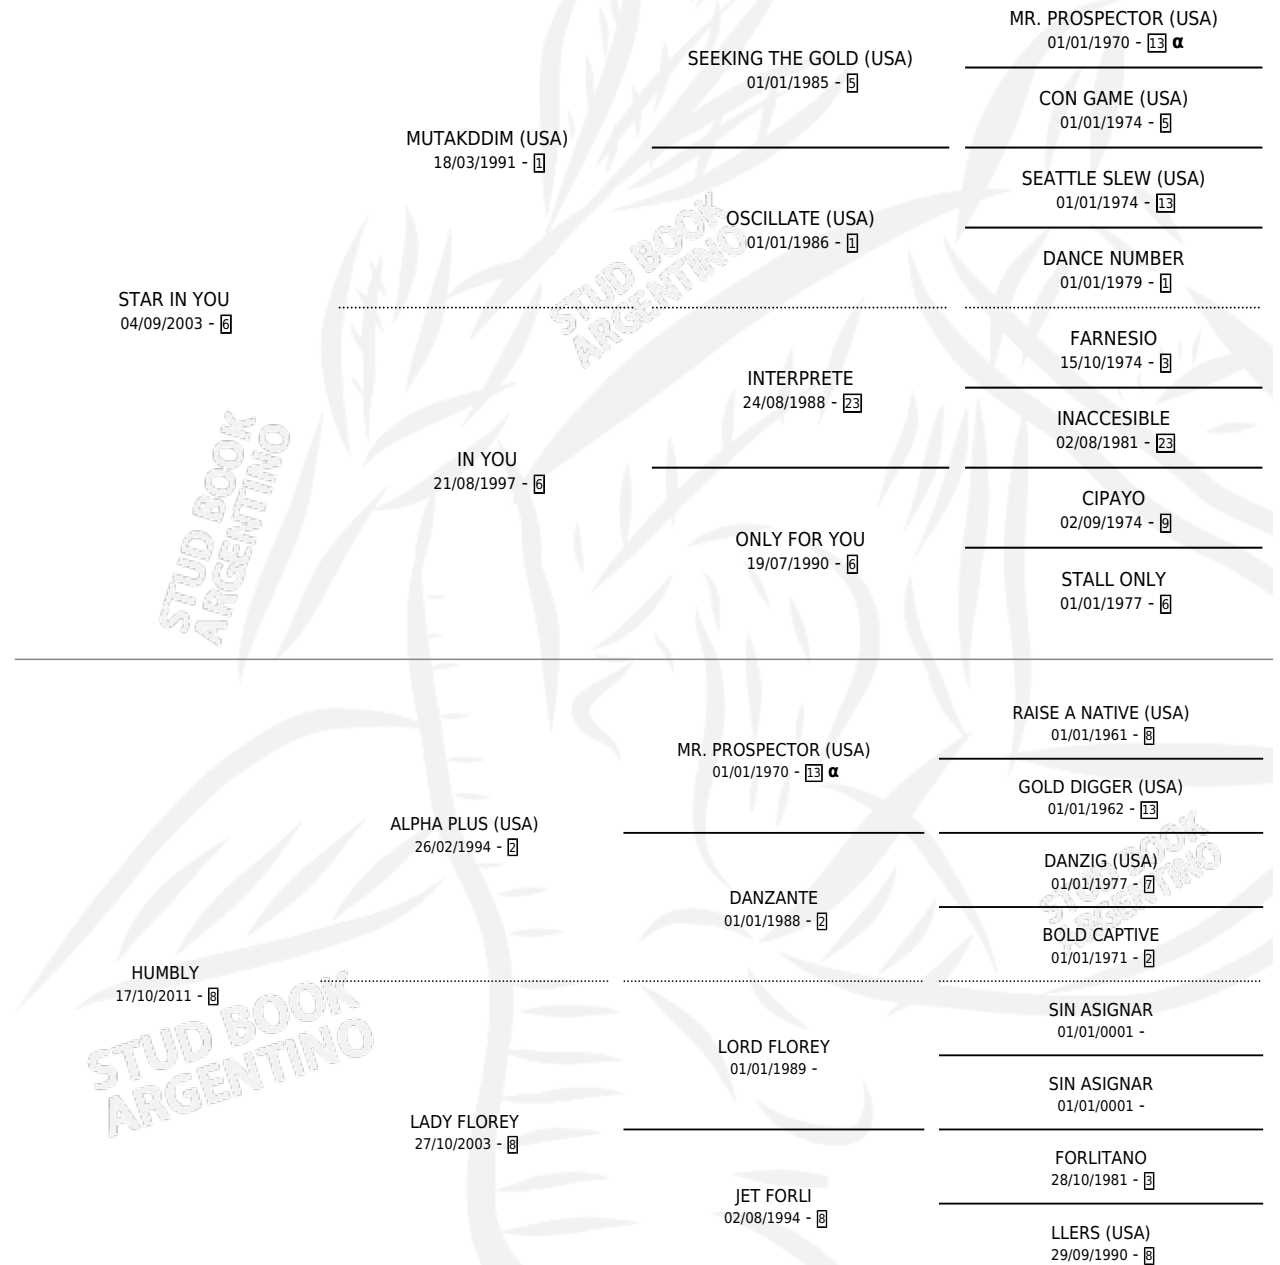 MR. PROSPECTOR (USA)
01/01/1970 - 13 α
SEEKING THE GOLD (USA)
01/01/1985 - 5
CON GAME (USA)
01/01/1974 - 5
MUTAKDDIM (USA)
18/03/1991 - 1
SEATTLE SLEW (USA)
01/01/1974 - 13
OSCILLATE (USA)
01/01/1986 - 1
DANCE NUMBER
01/01/1979 - 1
STAR IN YOU
04/09/2003 - 6
FARNESIO
15/10/1974 - 3
INTERPRETE
24/08/1988 - 23
INACCESIBLE
02/08/1981 - 23
IN YOU
21/08/1997 - 6
CIPAYO
02/09/1974 - 9
ONLY FOR YOU
19/07/1990 - 6
STALL ONLY
01/01/1977 - 6
RAISE A NATIVE (USA)
01/01/1961 - 8
MR. PROSPECTOR (USA)
01/01/1970 - 13 α
GOLD DIGGER (USA)
01/01/1962 - 13
ALPHA PLUS (USA)
26/02/1994 - 2
DANZIG (USA)
01/01/1977 - 7
DANZANTE
01/01/1988 - 2
BOLD CAPTIVE
01/01/1971 - 2
HUMBLY
17/10/2011 - 8
SIN ASIGNAR
01/01/0001 -
LORD FLOREY
01/01/1989 -
SIN ASIGNAR
01/01/0001 -
LADY FLOREY
27/10/2003 - 8
FORLITANO
28/10/1981 - 3
JET FORLI
02/08/1994 - 8
LLERS (USA)
29/09/1990 - 8
STUD BOOK
ARGENTINO
STUD BOOK
ARGENTINO
STUD BOOK
ARGENTINO
STUD BOOK
ARGENTINO